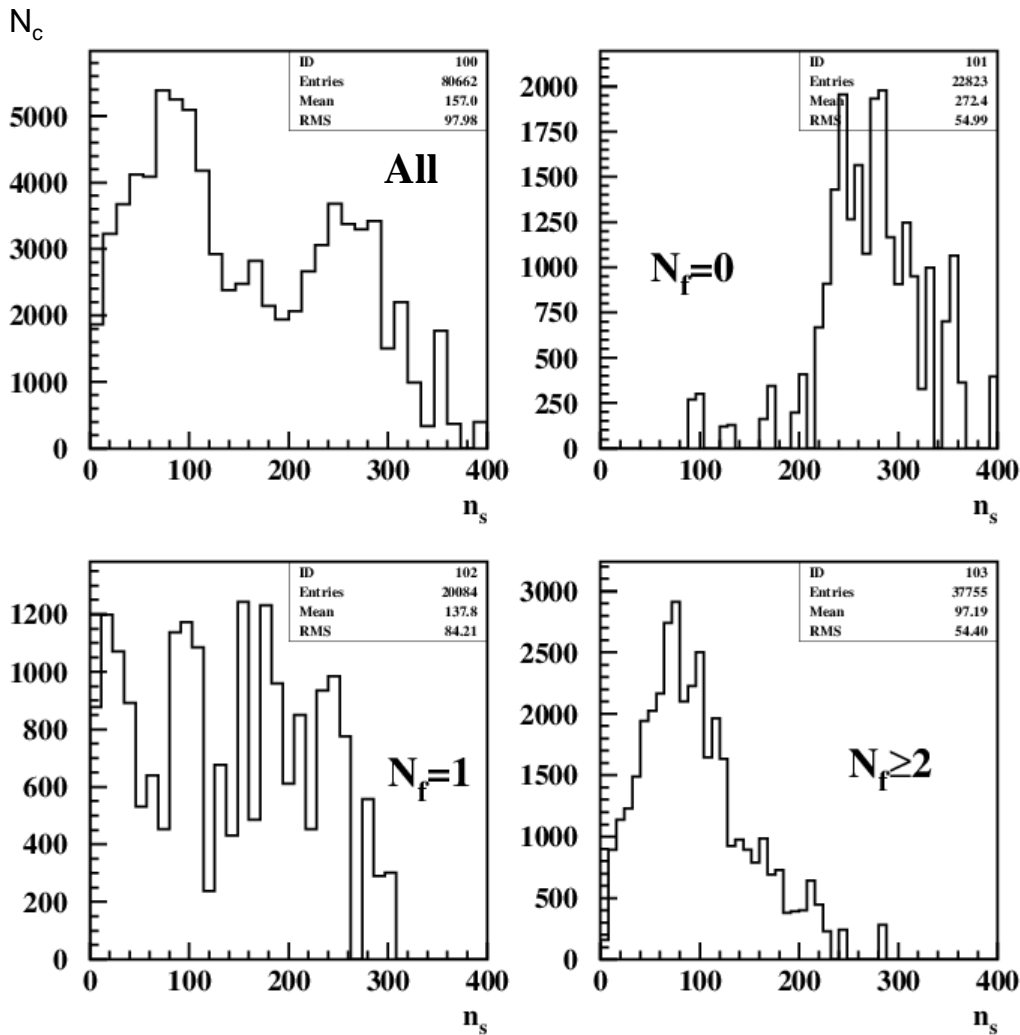 N_c
ID 100
Entries 80662
Mean 157.0
RMS 97.98
All
5000
4000
3000
2000
1000
0
0 100 200 300 400
n_s
ID 101
Entries 22823
Mean 272.4
RMS 54.99
N_f=0
2000
1750
1500
1250
1000
750
500
250
0
0 100 200 300 400
n_s
ID 102
Entries 20084
Mean 137.8
RMS 84.21
N_f=1
1200
1000
800
600
400
200
0
0 100 200 300 400
n_s
ID 103
Entries 37755
Mean 97.19
RMS 54.40
N_f≥2
3000
2500
2000
1500
1000
500
0
0 100 200 300 400
n_s